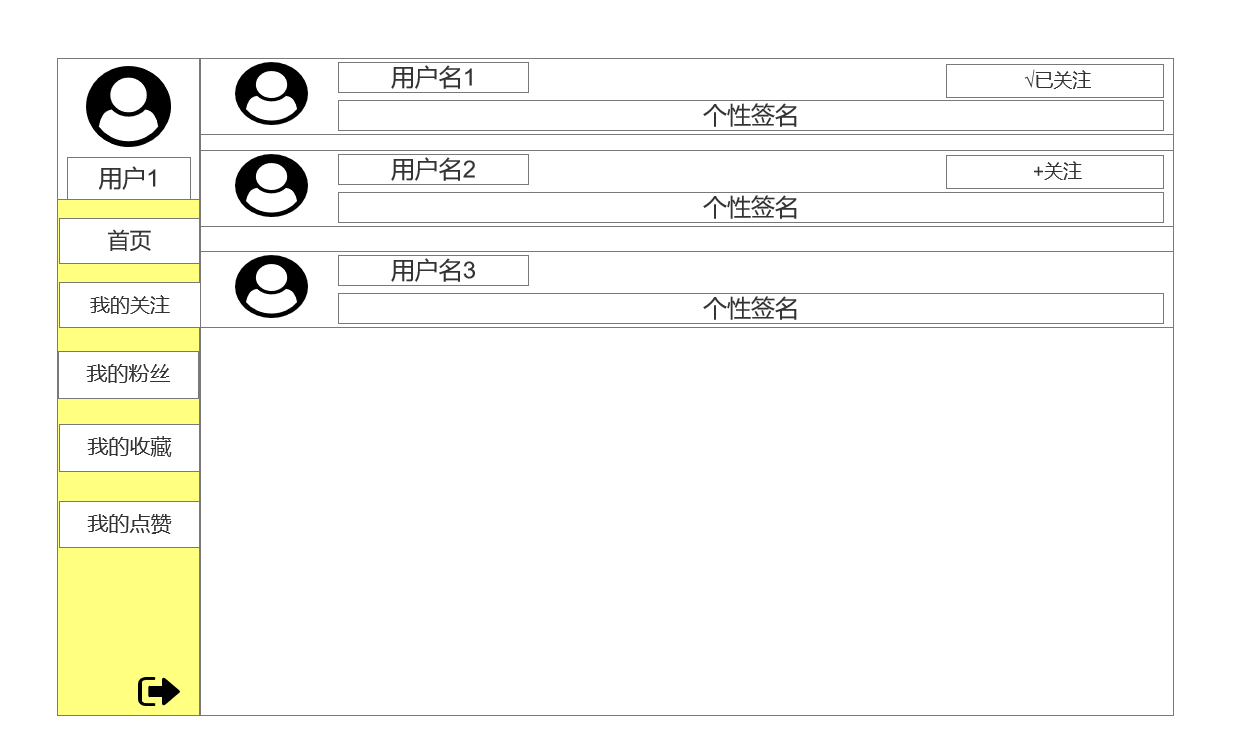 用户1
首页
我的关注
我的粉丝
我的收藏
我的点赞
用户名1
√已关注
个性签名
用户名2
+关注
个性签名
用户名3
个性签名